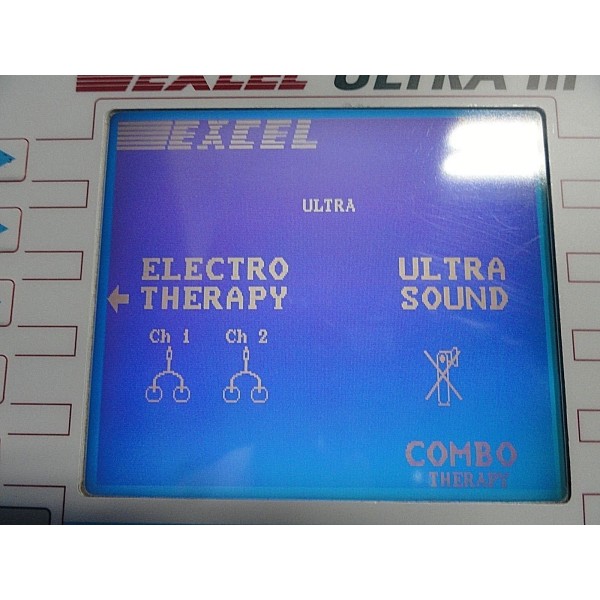 EXCEL ULTRA III
EXCEL
ULTRA
ELECTRO THERAPY
ULTRA SOUND
Ch 1 Ch 2
COMBO
THERAPY